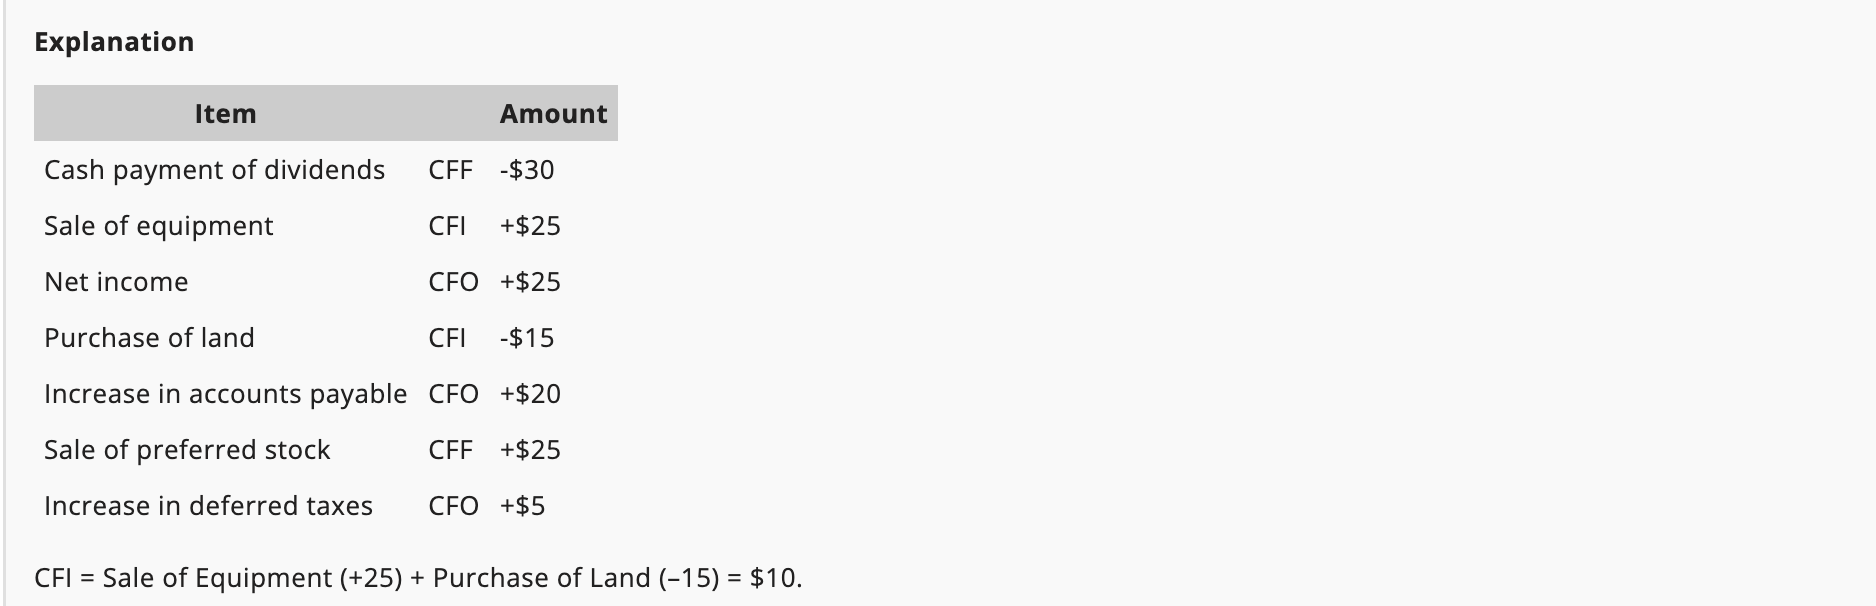 Explanation
Item Amount
Cash payment of dividends CFF -$30
Sale of equipment CFI +$25
Net income CFO +$25
Purchase of land CFI -$15
Increase in accounts payable CFO +$20
Sale of preferred stock CFF +$25
Increase in deferred taxes CFO +$5
CFI = Sale of Equipment (+25) + Purchase of Land (–15) = $10.